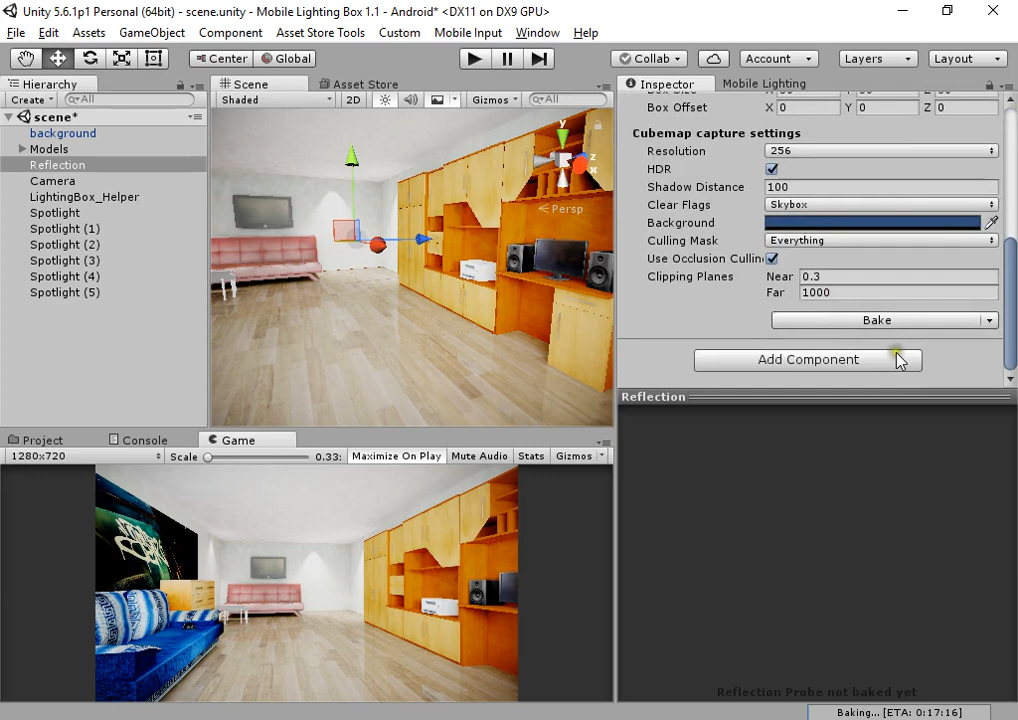 Unity 5.6.1p1 Personal (64bit) - scene.unity - Mobile Lighting Box 1.1 - Android* <DX11 on DX9 GPU>
File Edit Assets GameObject Component Asset Store Tools Custom Mobile Input Window Help
Center Global Collab Account Layers Layout
Hierarchy
Create All
scene*
background
Models
Reflection
Camera
LightingBox_Helper
Spotlight
Spotlight (1)
Spotlight (2)
Spotlight (3)
Spotlight (4)
Spotlight (5)
Scene Asset Store
Shaded 2D Gizmos All
y
z
x
Persp
Inspector Mobile Lighting
Box Offset X 0 Y 0 Z 0
Cubemap capture settings
Resolution 256
HDR
Shadow Distance 100
Clear Flags Skybox
Background
Culling Mask Everything
Use Occlusion Cullin
Clipping Planes Near 0.3
Far 1000
Bake
Add Component
Reflection
Reflection Probe not baked yet
Project Console Game
1280x720 Scale 0.33: Maximize On Play Mute Audio Stats Gizmos
Baking... [ETA: 0:17:16]